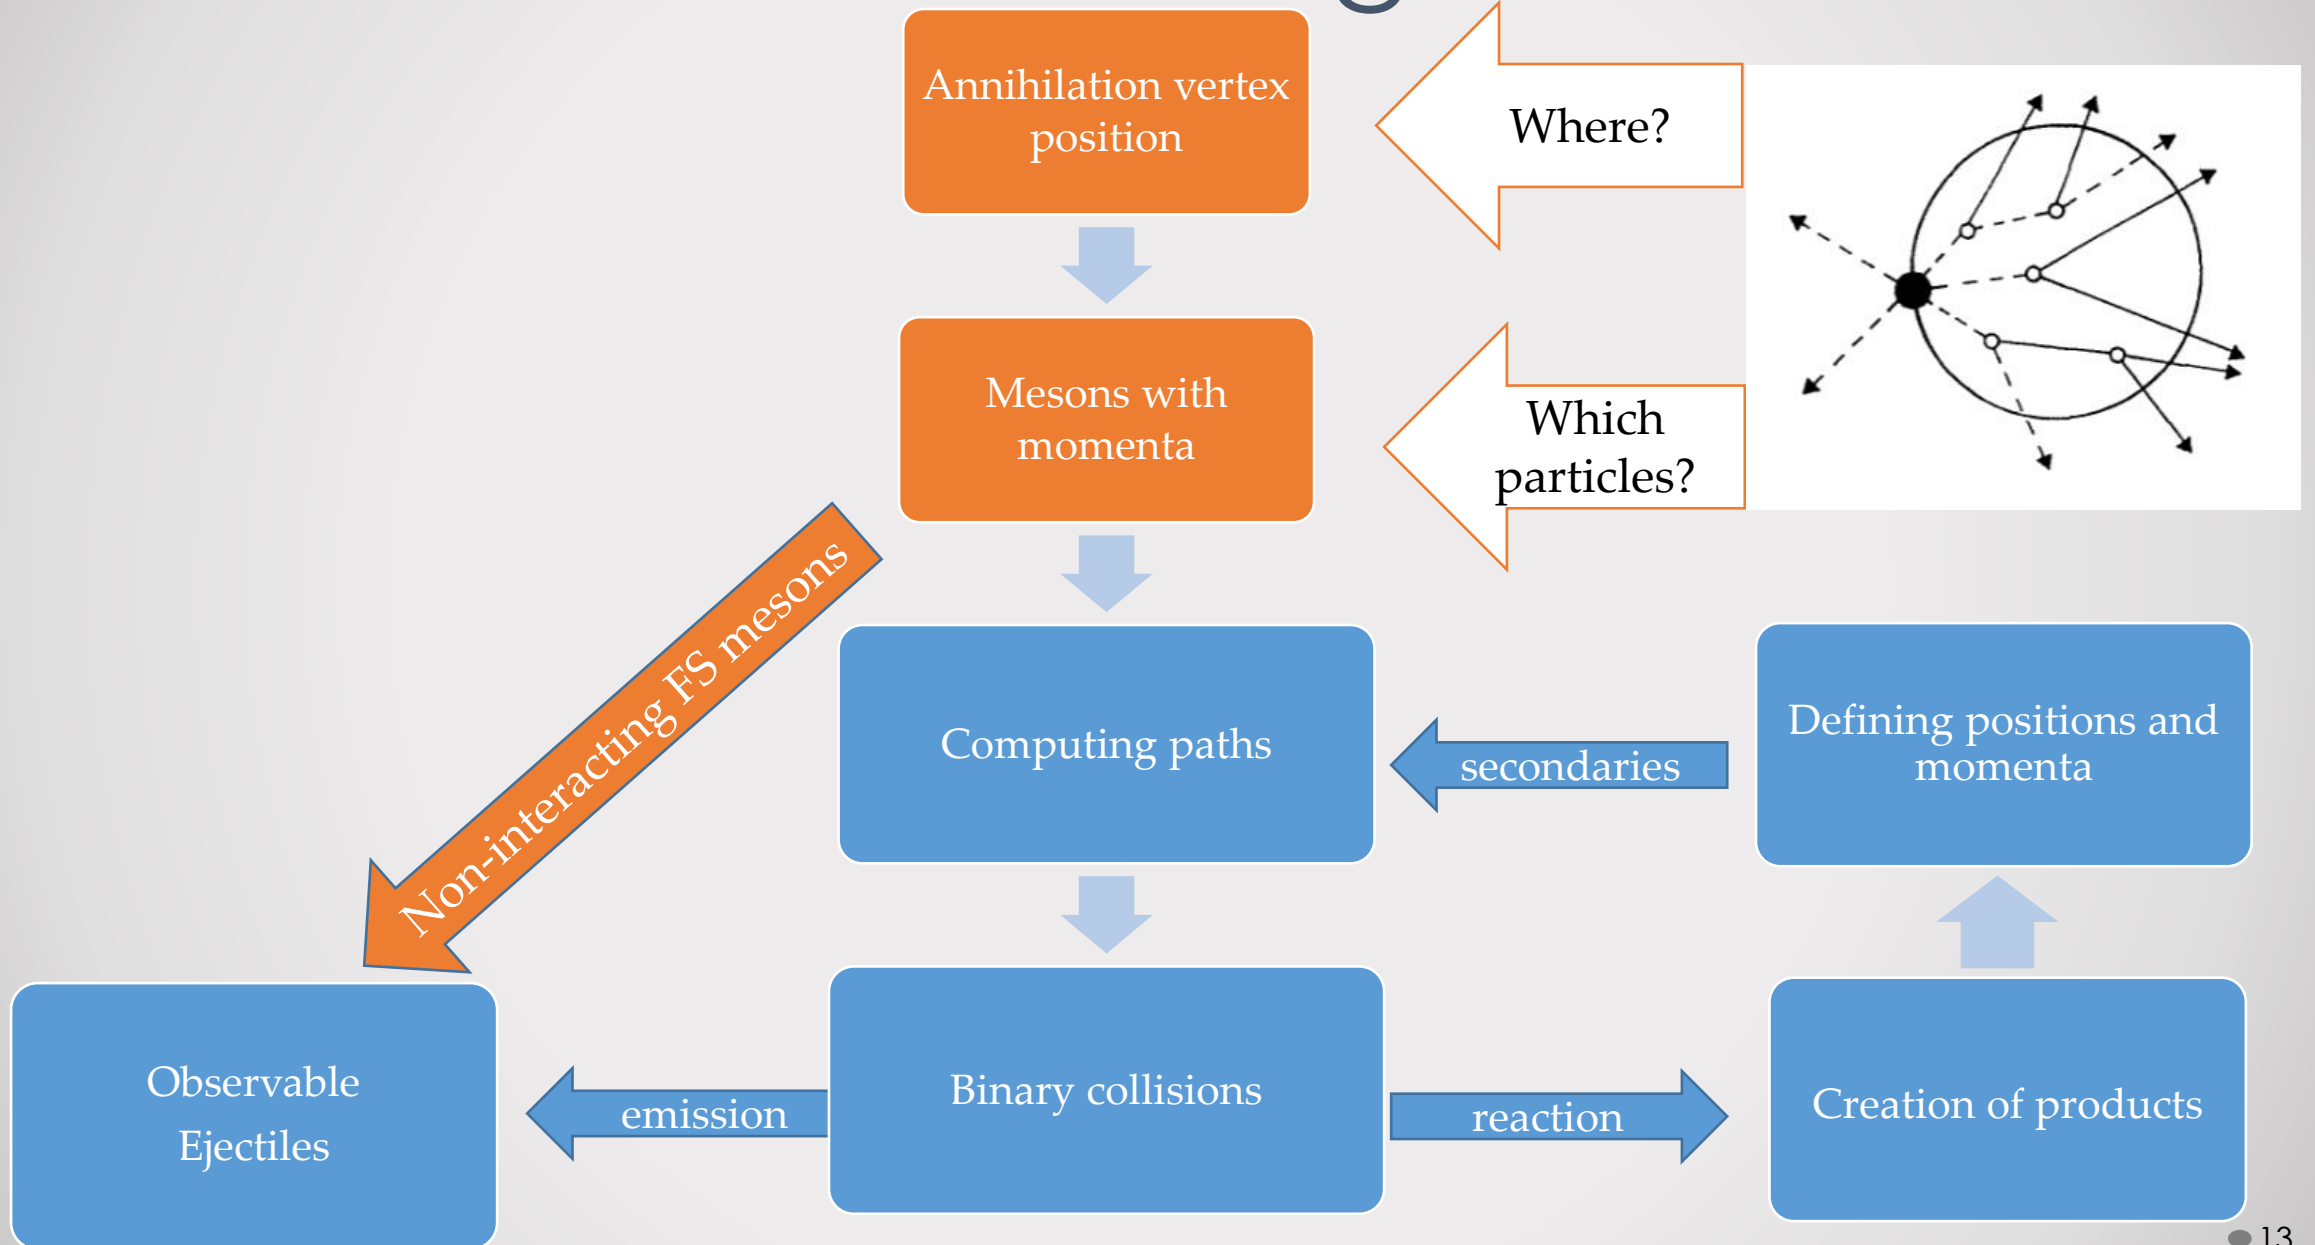 Annihilation vertex
position
Where?
Mesons with
momenta
Which
particles?
Non-interacting FS mesons
Computing paths
secondaries
Defining positions and
momenta
Observable
Ejectiles
emission
Binary collisions
reaction
Creation of products
13